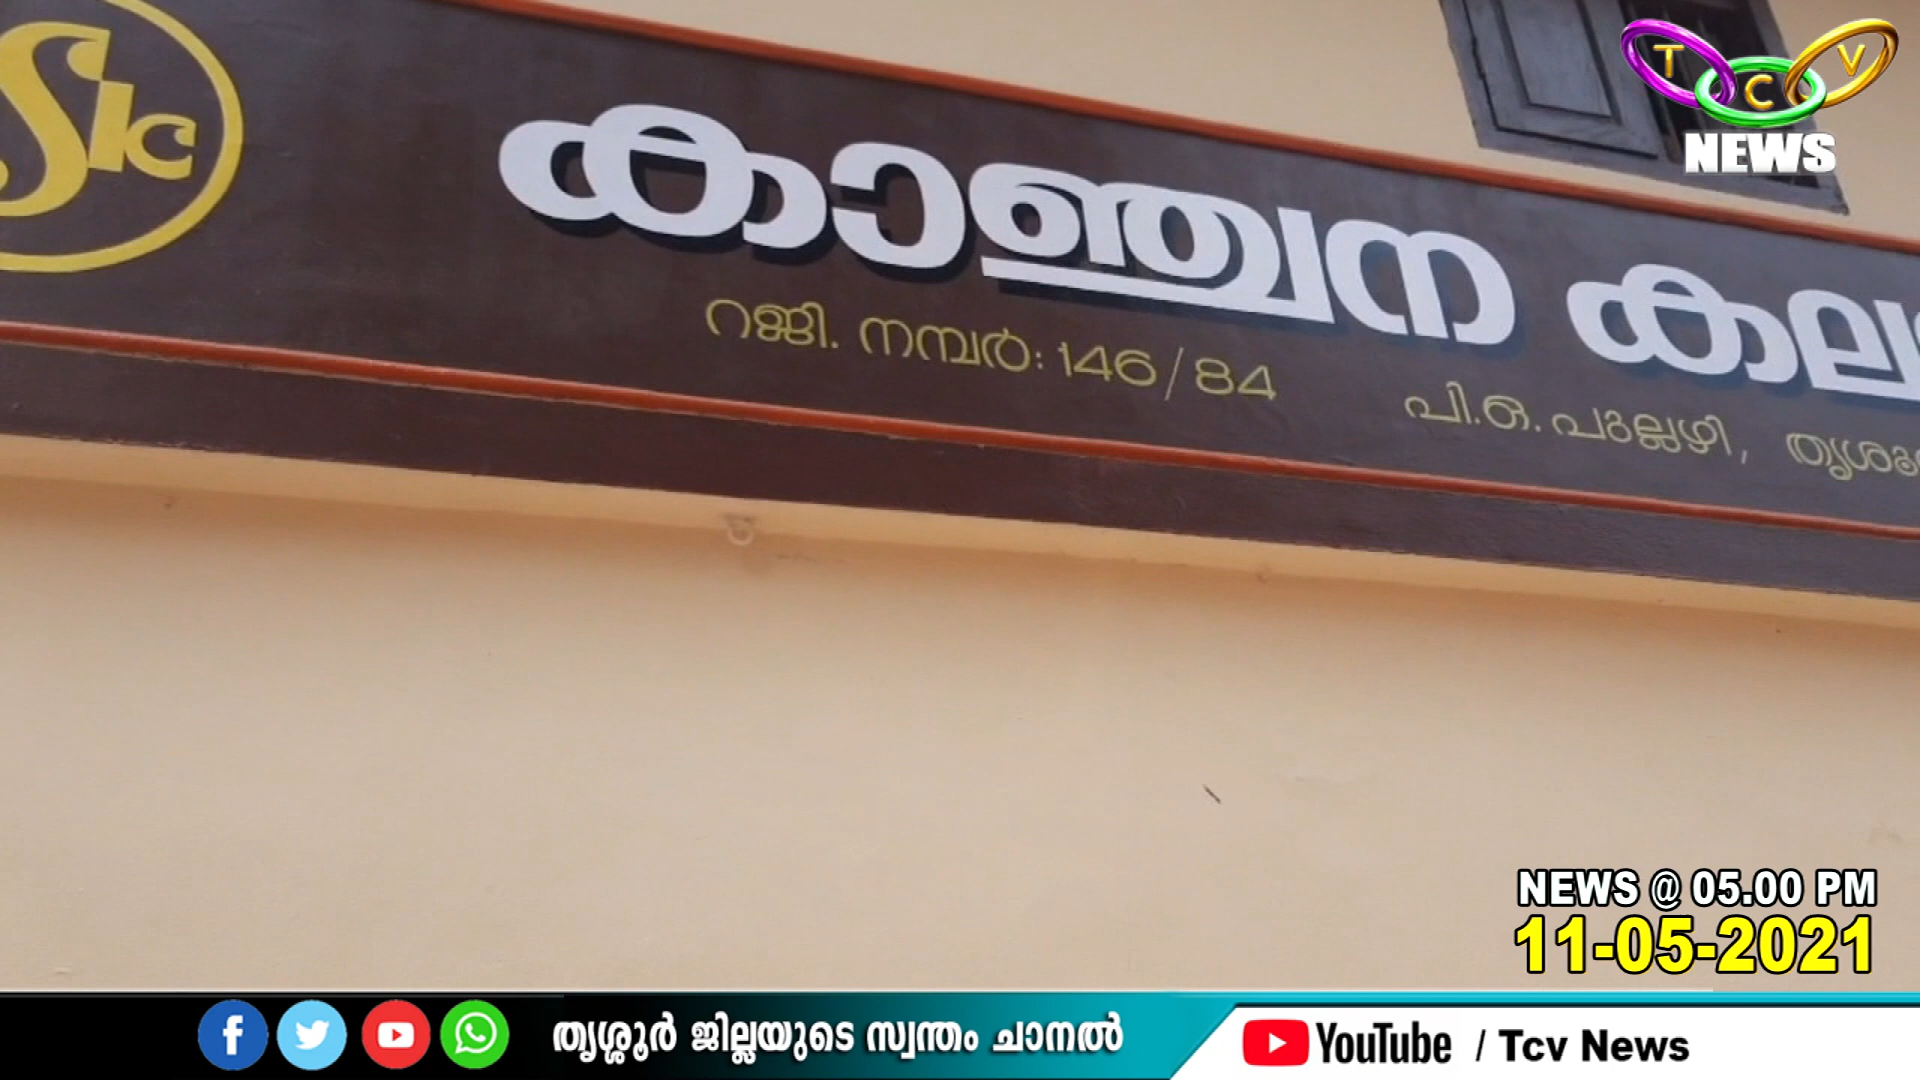 T C V
NEWS
SKC
കാഞ്ചന
റജി. നമ്പർ: 146/84
പി.ഒ. പുല്ലഴി,
NEWS @ 05.00 PM
11-05-2021
തൃശ്ശൂർ ജില്ലയുടെ സ്വന്തം ചാനൽ
YouTube / Tcv News